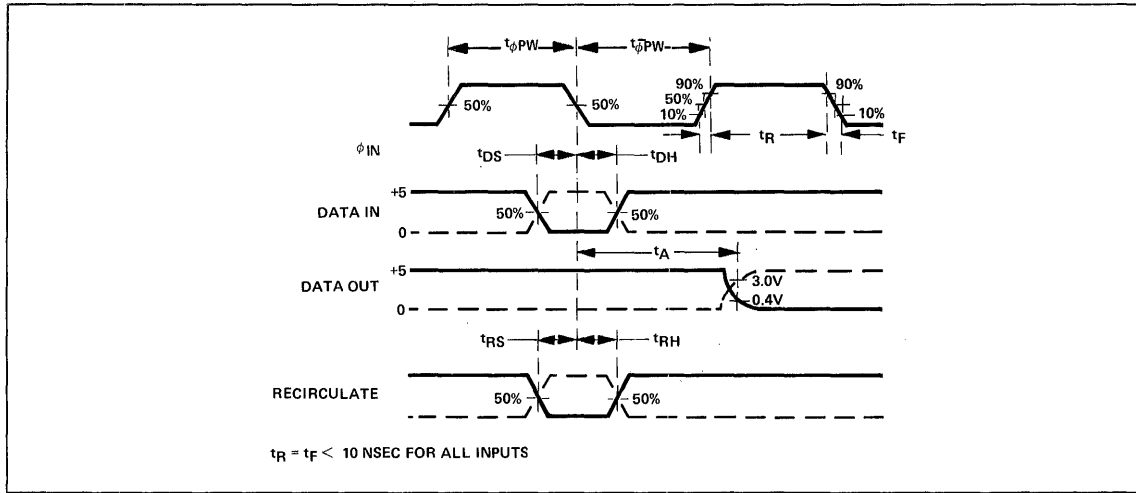 tφPW tφ̄PW
90% 90%
50% 50% 50%
10% 10%
φIN tR tF
tDS tDH
+5
DATA IN 50% 50%
0
tA
+5
DATA OUT 3.0V
0.4V
0
tRS tRH
RECIRCULATE
50% 50%
tR = tF < 10 NSEC FOR ALL INPUTS